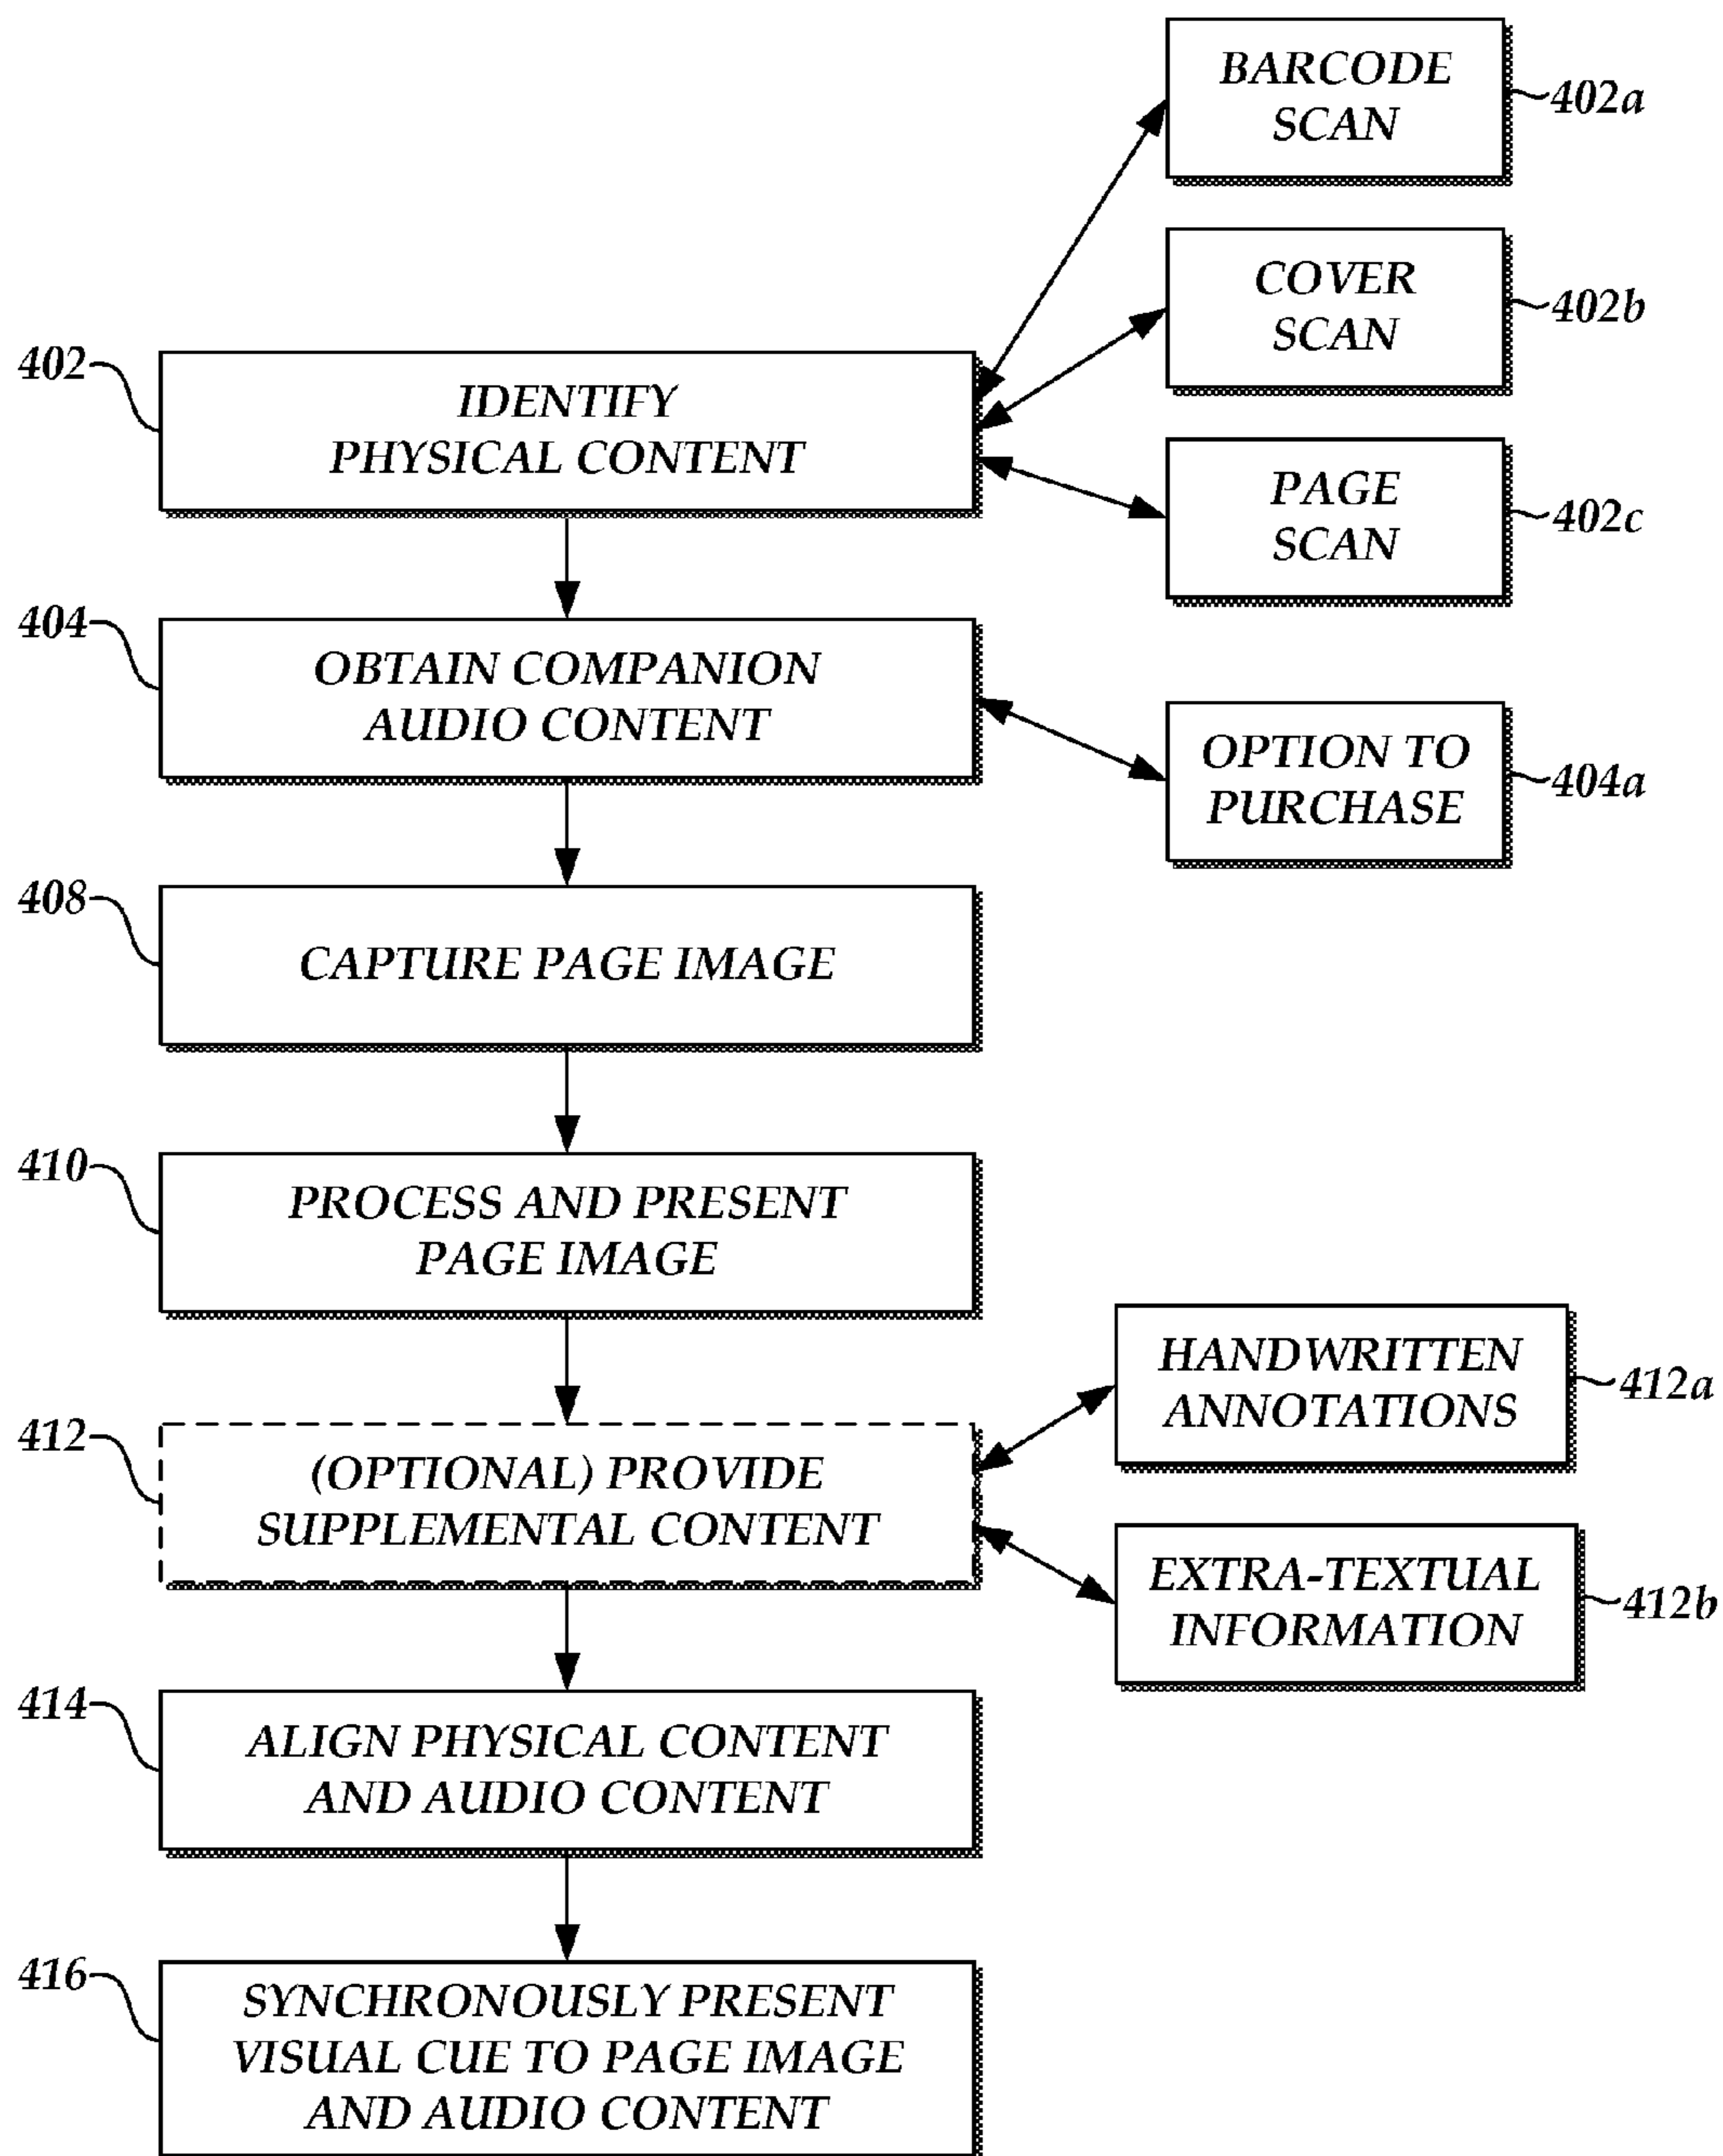 BARCODE
SCAN
402a
COVER
SCAN
402b
402
IDENTIFY
PHYSICAL CONTENT
PAGE
SCAN
402c
404
OBTAIN COMPANION
AUDIO CONTENT
OPTION TO
PURCHASE
404a
408
CAPTURE PAGE IMAGE
410
PROCESS AND PRESENT
PAGE IMAGE
HANDWRITTEN
ANNOTATIONS
412a
412
(OPTIONAL) PROVIDE
SUPPLEMENTAL CONTENT
EXTRA-TEXTUAL
INFORMATION
412b
414
ALIGN PHYSICAL CONTENT
AND AUDIO CONTENT
416
SYNCHRONOUSLY PRESENT
VISUAL CUE TO PAGE IMAGE
AND AUDIO CONTENT